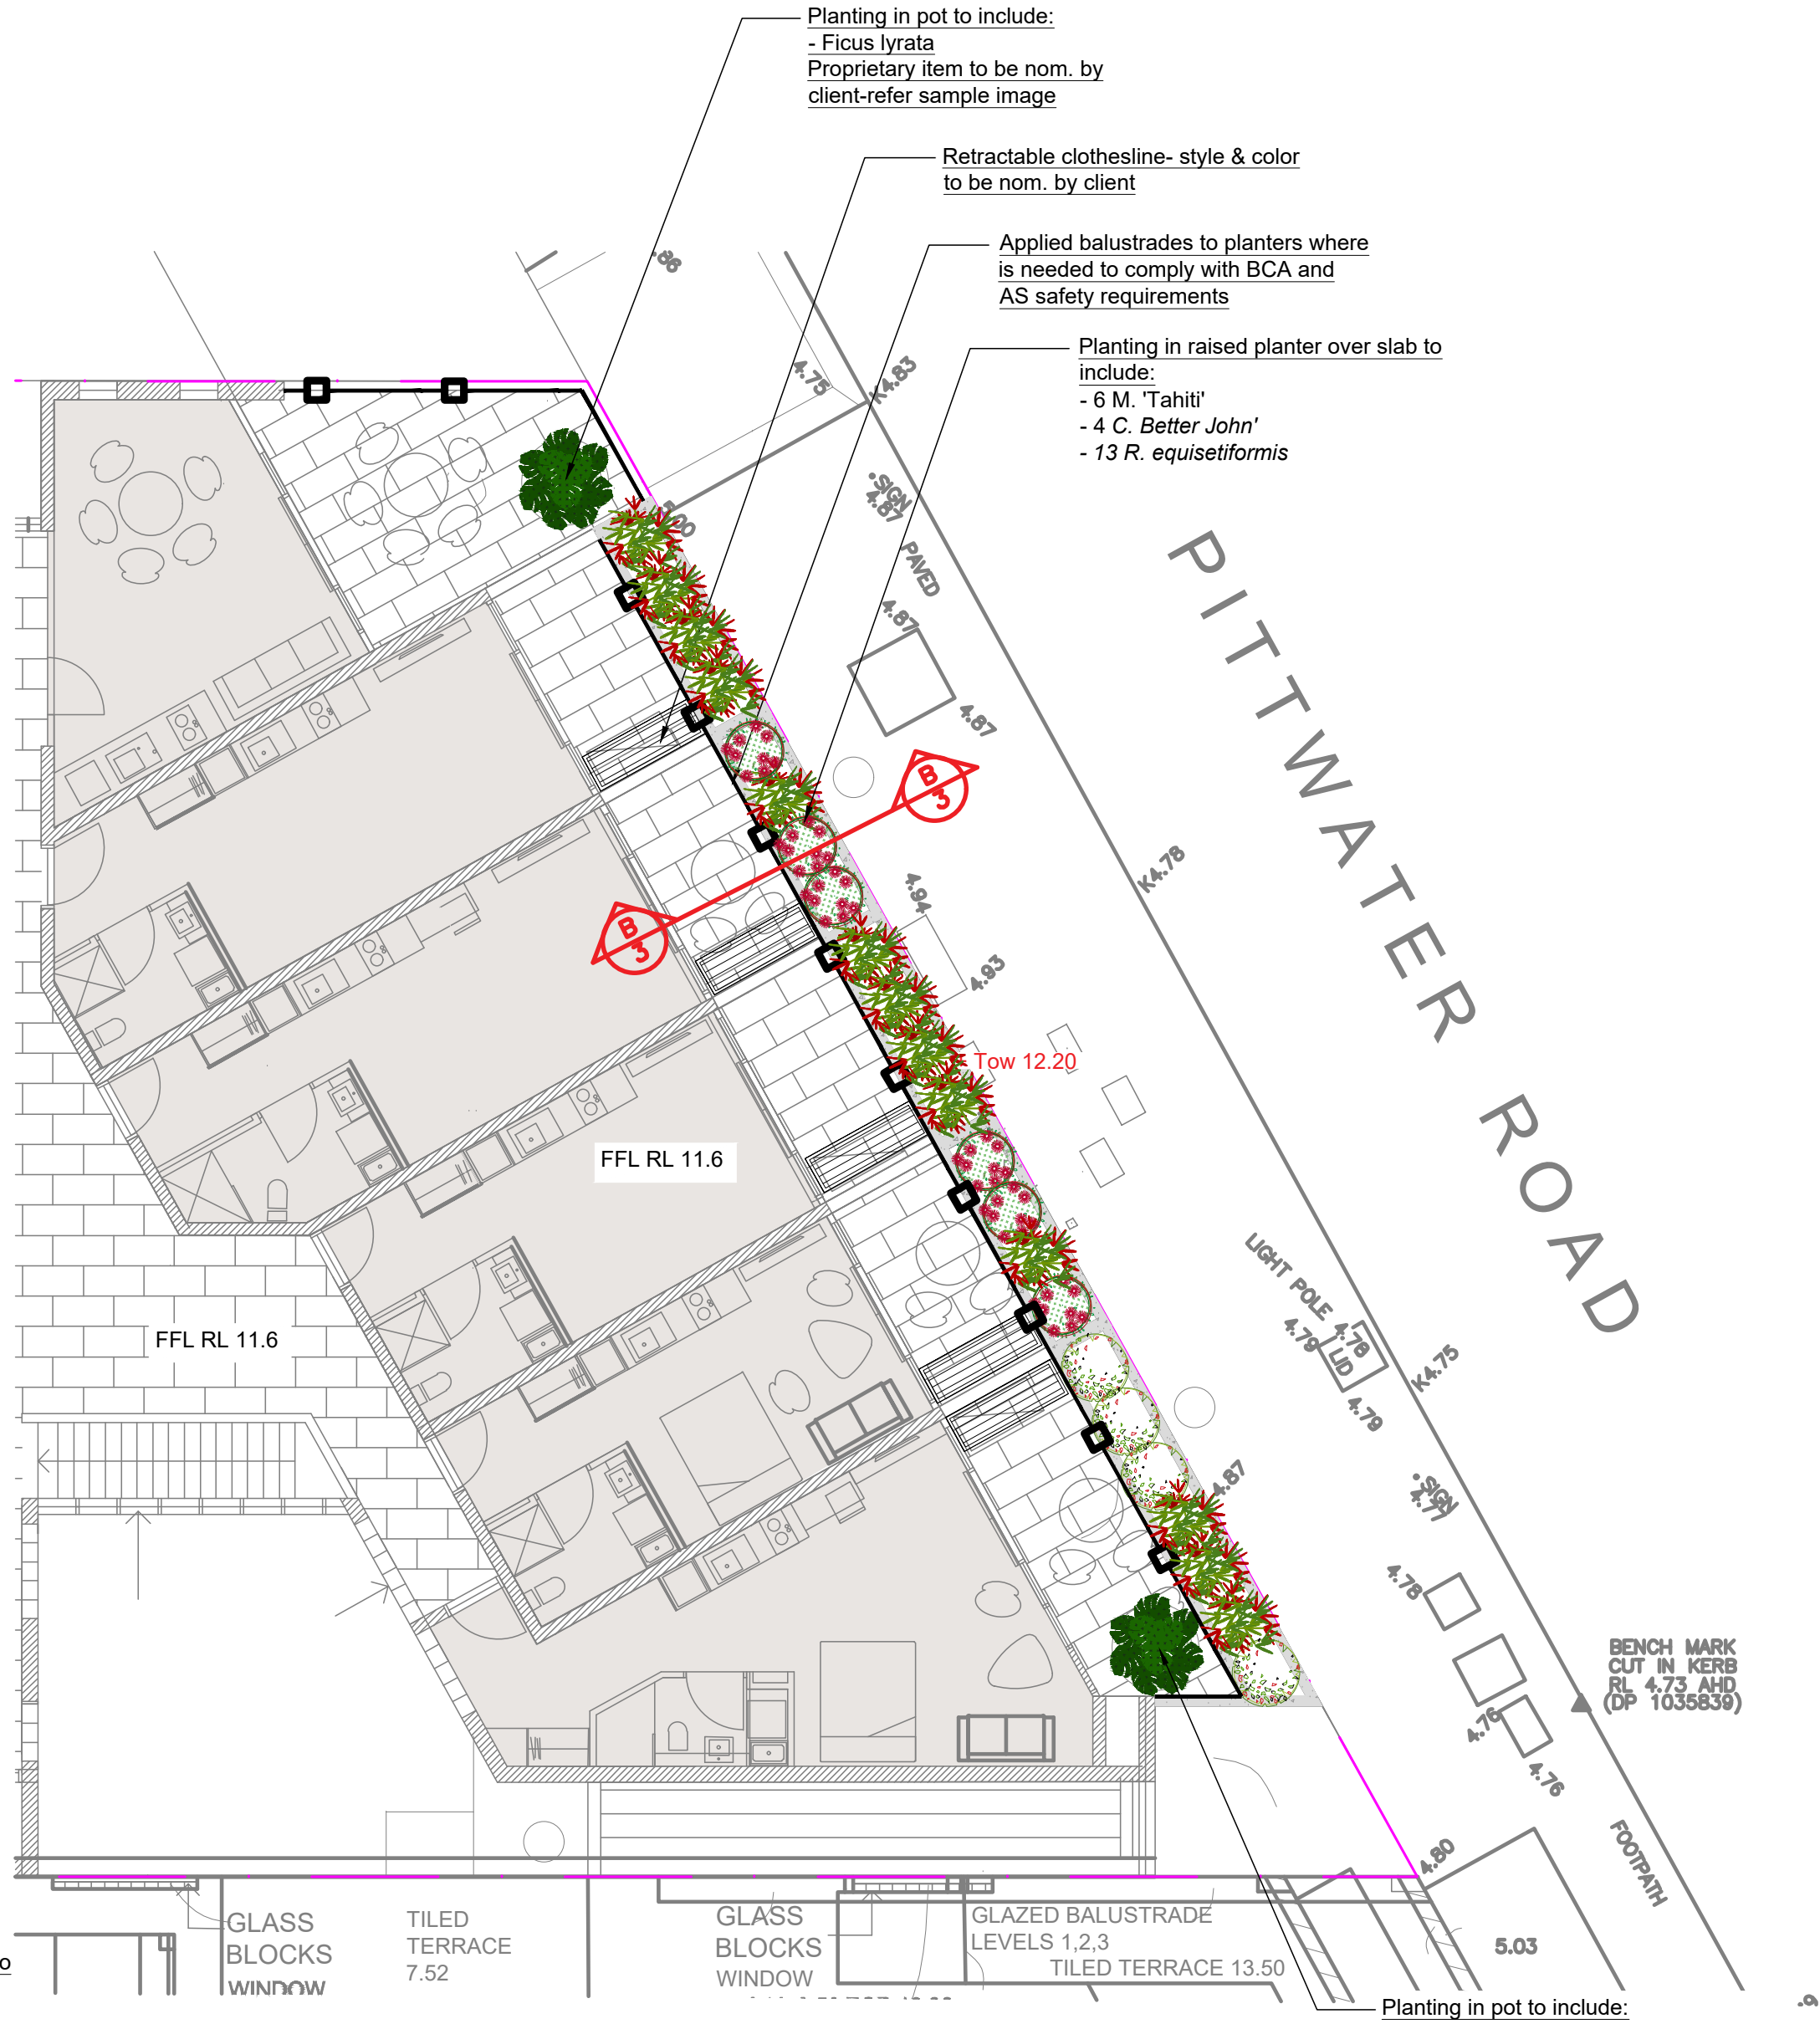 Planting in pot to include:
- Ficus lyrata
Proprietary item to be nom. by
client-refer sample image
Retractable clothesline- style & color
to be nom. by client
Applied balustrades to planters where
is needed to comply with BCA and
AS safety requirements
Planting in raised planter over slab to
include:
- 6 M. 'Tahiti'
- 4 C. Better John'
- 13 R. equisetiformis
.86
4.75
K4.83
5.00
SIGN
4.87
PAVED
4.87
4.87
PITTWATER ROAD
B
3
B
3
K4.78
4.94
4.93
Tow 12.20
FFL RL 11.6
FFL RL 11.6
LIGHT POLE 4.78
4.79
LID
K4.75
4.79
4.87
SIGN
4.77
4.78
BENCH MARK
CUT IN KERB
RL 4.73 AHD
(DP 1035839)
4.76
4.76
FOOTPATH
4.80
5.03
GLASS
BLOCKS
WINDOW
TILED
TERRACE
7.52
GLASS
BLOCKS
WINDOW
GLAZED BALUSTRADE
LEVELS 1,2,3
TILED TERRACE 13.50
Planting in pot to include: